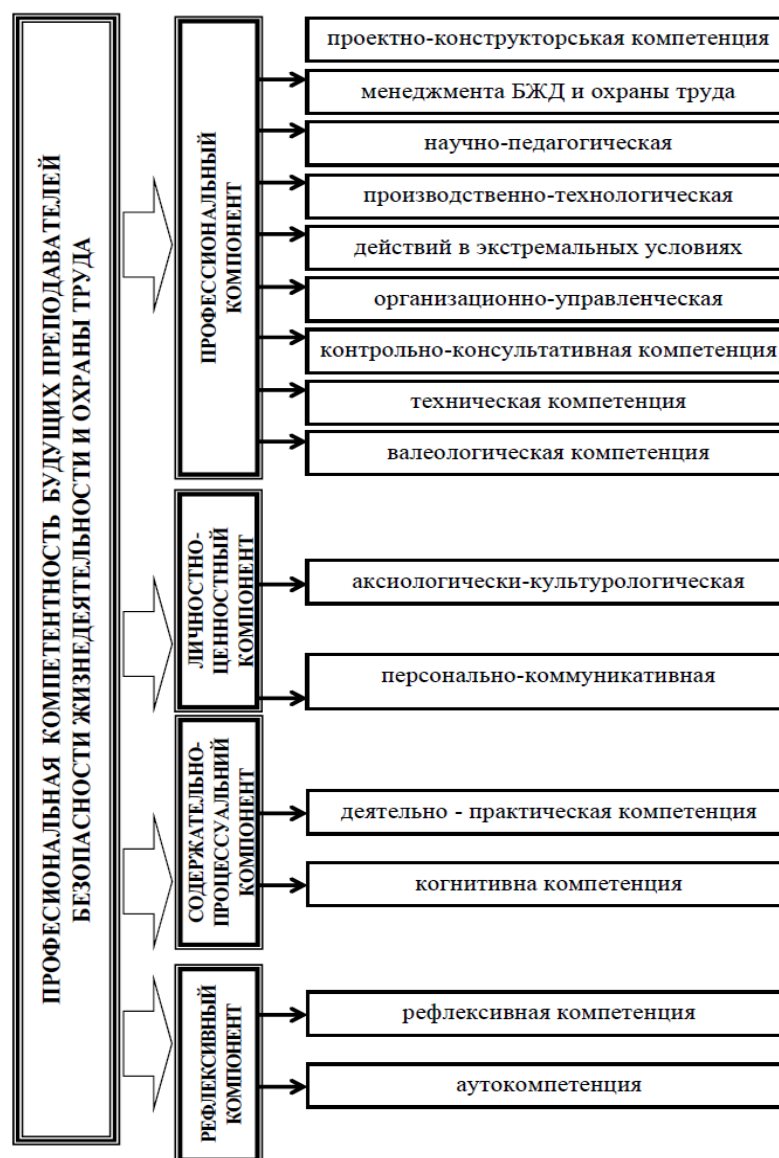 ПРОФЕСИОНАЛЬНАЯ КОМПЕТЕНТНОСТЬ БУДУЩИХ ПРЕПОДАВАТЕЛЕЙ
БЕЗОПАСНОСТИ ЖИЗНЕДЕЯТЕЛЬНОСТИ И ОХРАНЫ ТРУДА
ПРОФЕССИОНАЛЬНЫЙ
КОМПОНЕНТ
проектно-конструкторськая компетенция
менеджмента БЖД и охраны труда
научно-педагогическая
производственно-технологическая
действий в экстремальных условиях
организационно-управленческая
контрольно-консультативная компетенция
техническая компетенция
валеологическая компетенция
ЛИЧНОСТНО-
ЦЕННОСТНЫЙ
КОМПОНЕНТ
аксиологически-культурологическая
персонально-коммуникативная
СОДЕРЖАТЕЛЬНО-
ПРОЦЕССУАЛЬНИЙ
КОМПОНЕНТ
деятельно - практическая компетенция
когнитивна компетенция
РЕФЛЕКСИВНЫЙ
КОМПОНЕНТ
рефлексивная компетенция
аутокомпетенция